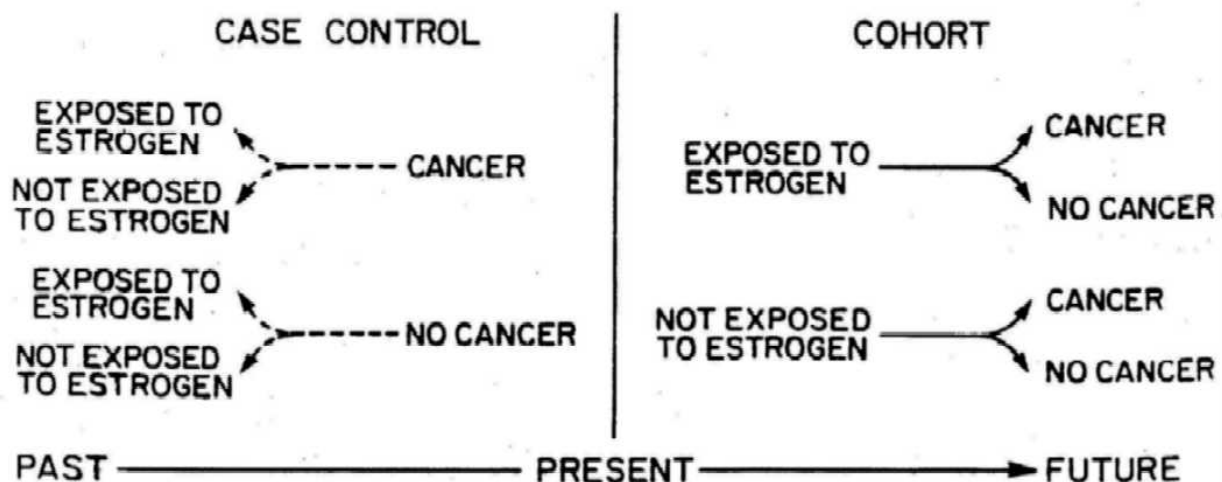 CASE CONTROL
EXPOSED TO
ESTROGEN
NOT EXPOSED
TO ESTROGEN
CANCER
EXPOSED TO
ESTROGEN
NOT EXPOSED
TO ESTROGEN
NO CANCER
COHORT
EXPOSED TO
ESTROGEN
CANCER
NO CANCER
NOT EXPOSED
TO ESTROGEN
CANCER
NO CANCER
PAST PRESENT FUTURE